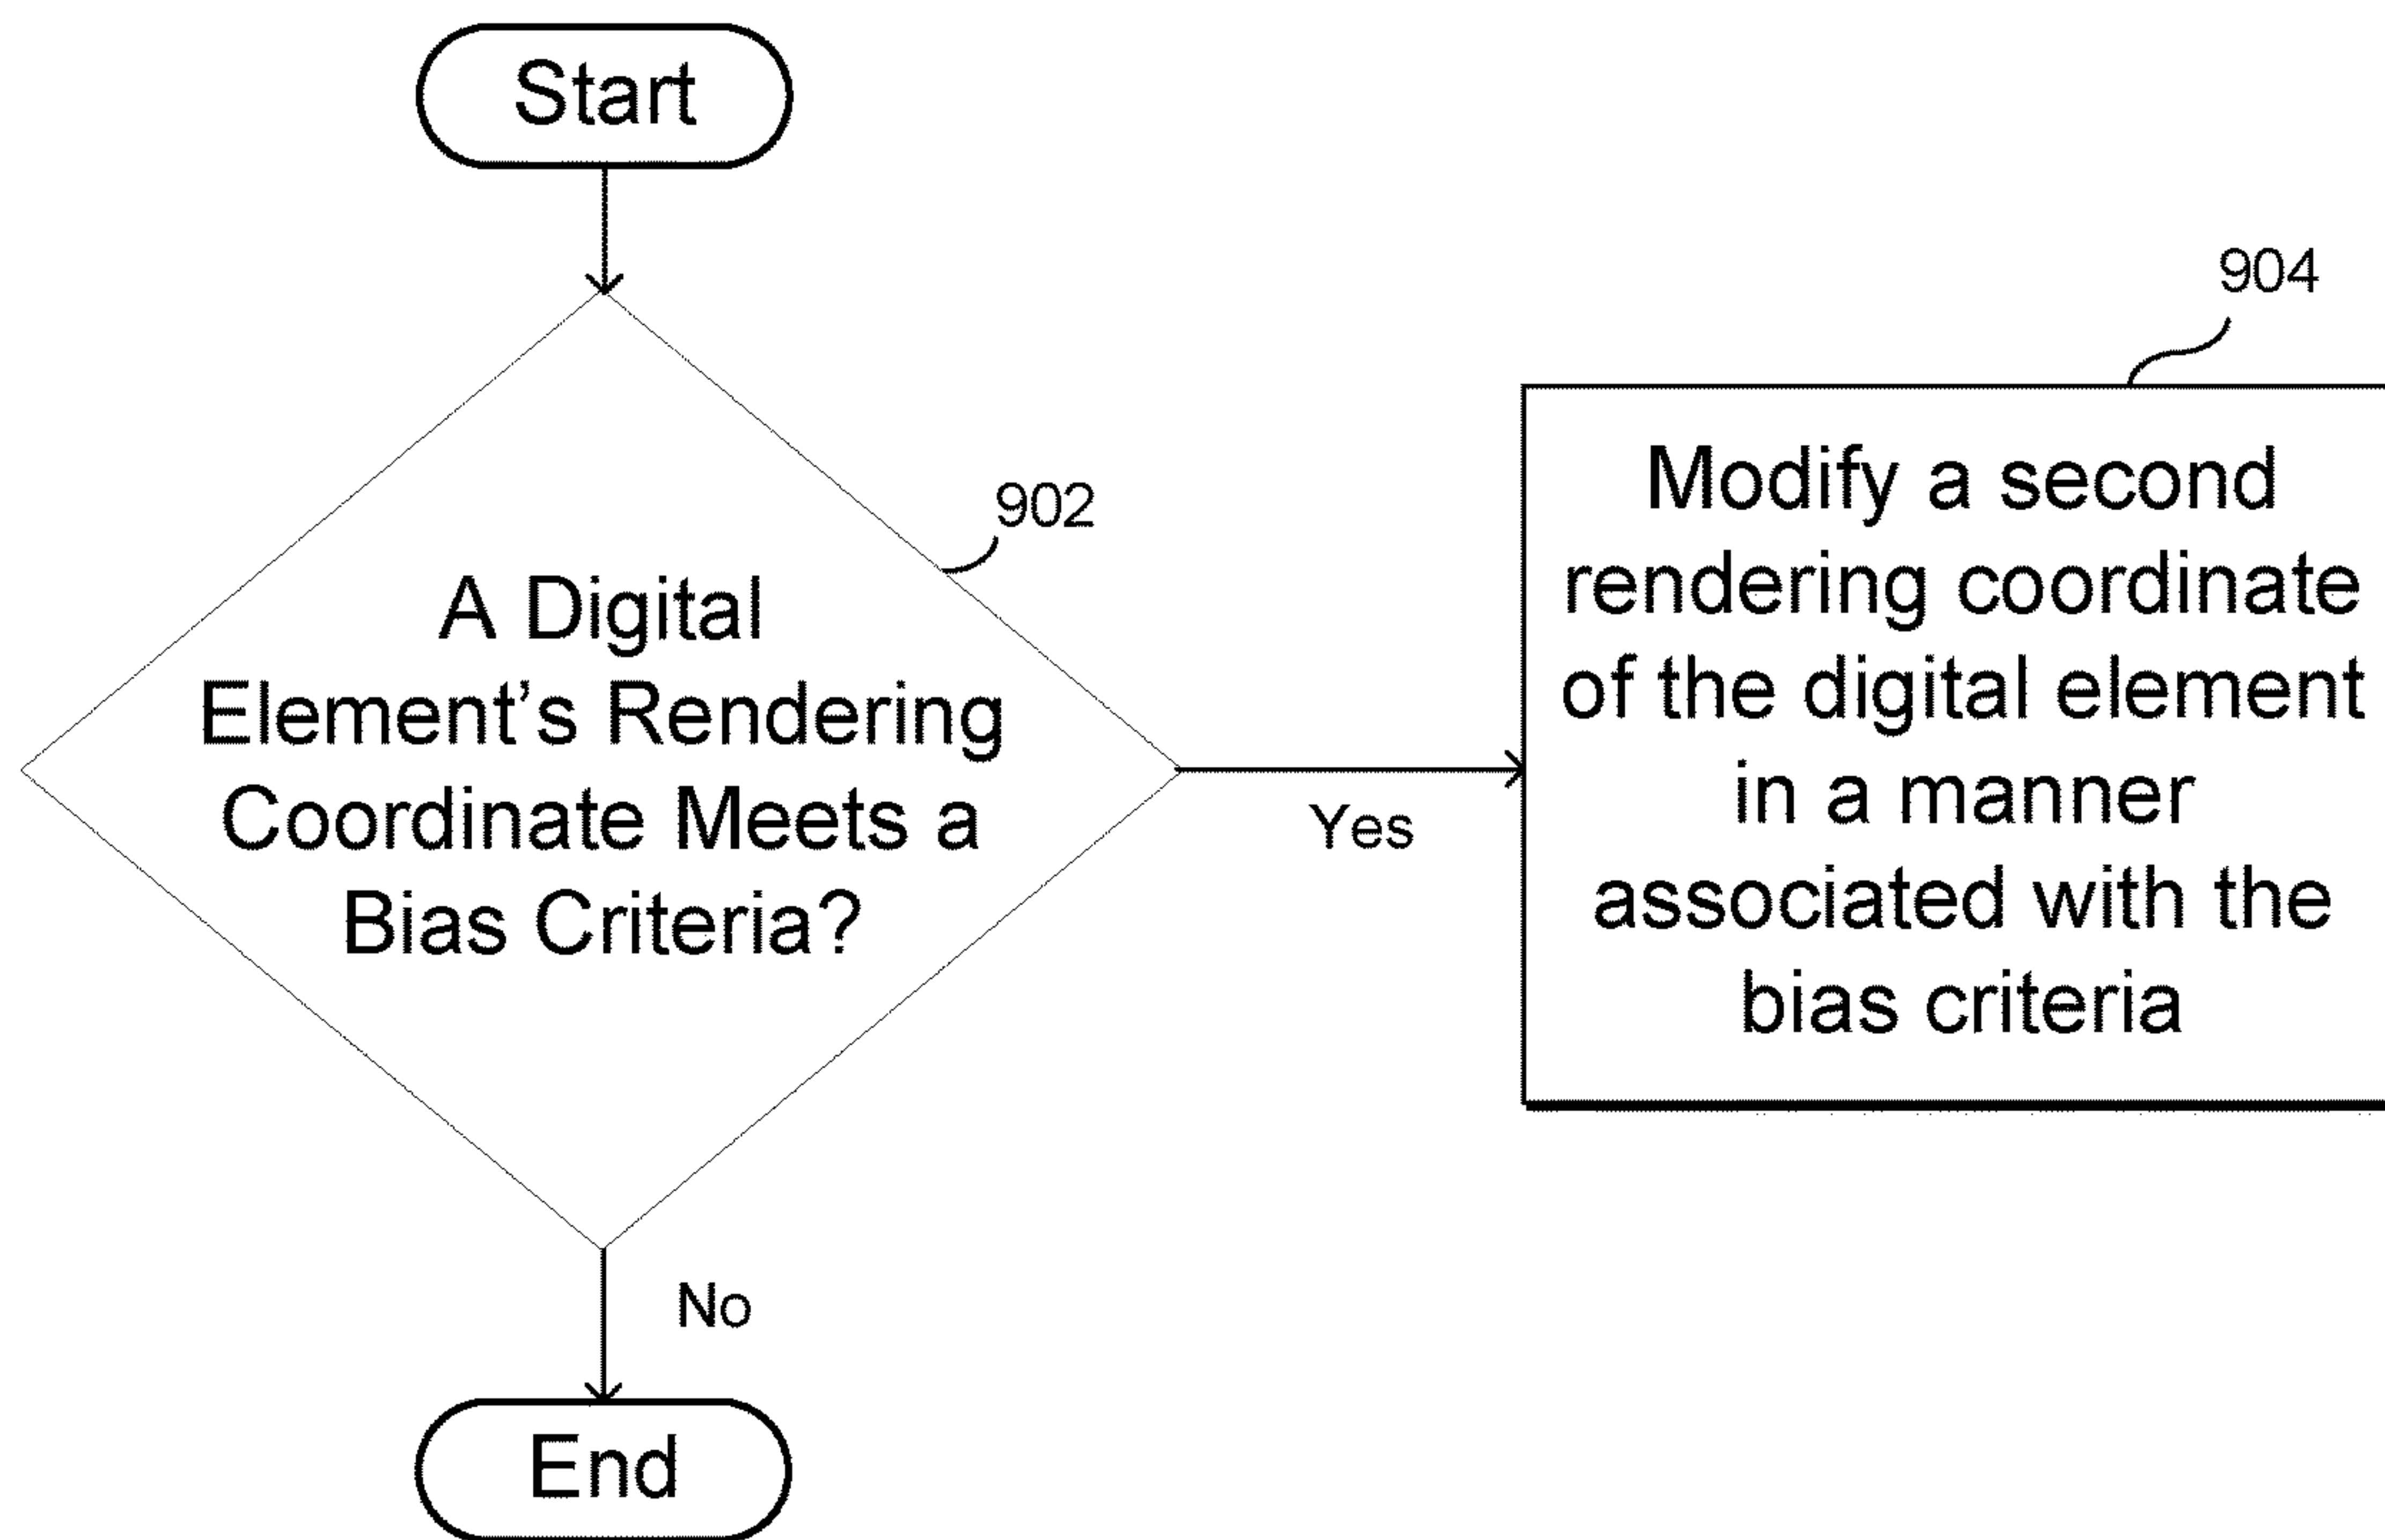 Start
902
A Digital
Element’s Rendering
Coordinate Meets a
Bias Criteria?
Yes
904
Modify a second
rendering coordinate
of the digital element
in a manner
associated with the
bias criteria
No
End